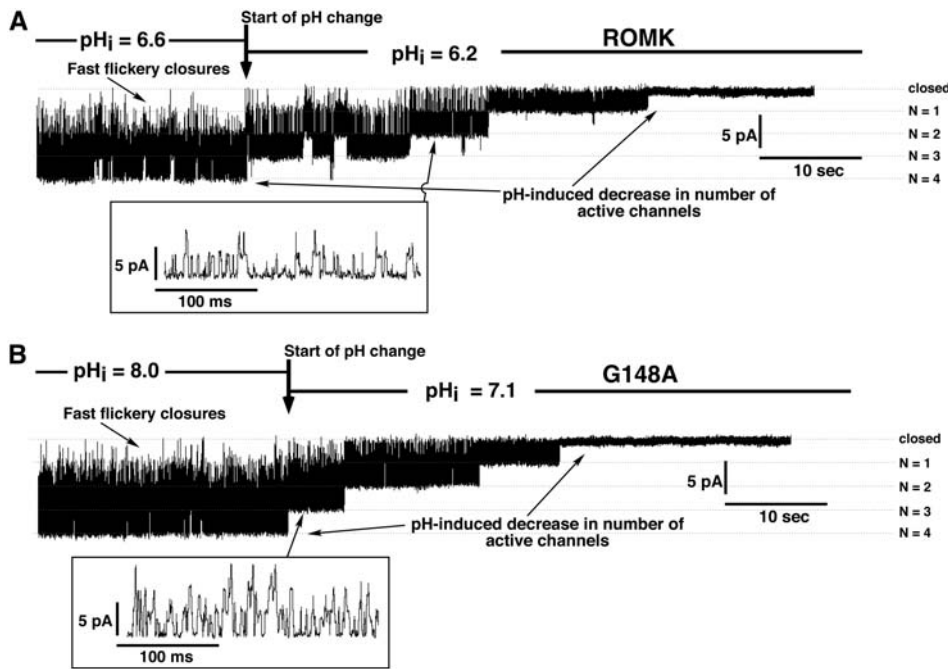 A
Start of pH change
pHi = 6.6
ROMK
pHi = 6.2
Fast flickery closures
closed
N = 1
5 pA
N = 2
N = 3
10 sec
N = 4
pH-induced decrease in number of
active channels
5 pA
100 ms
B
Start of pH change
pHi = 8.0
G148A
pHi = 7.1
Fast flickery closures
closed
N = 1
5 pA
N = 2
N = 3
10 sec
N = 4
pH-induced decrease in number of
active channels
5 pA
100 ms